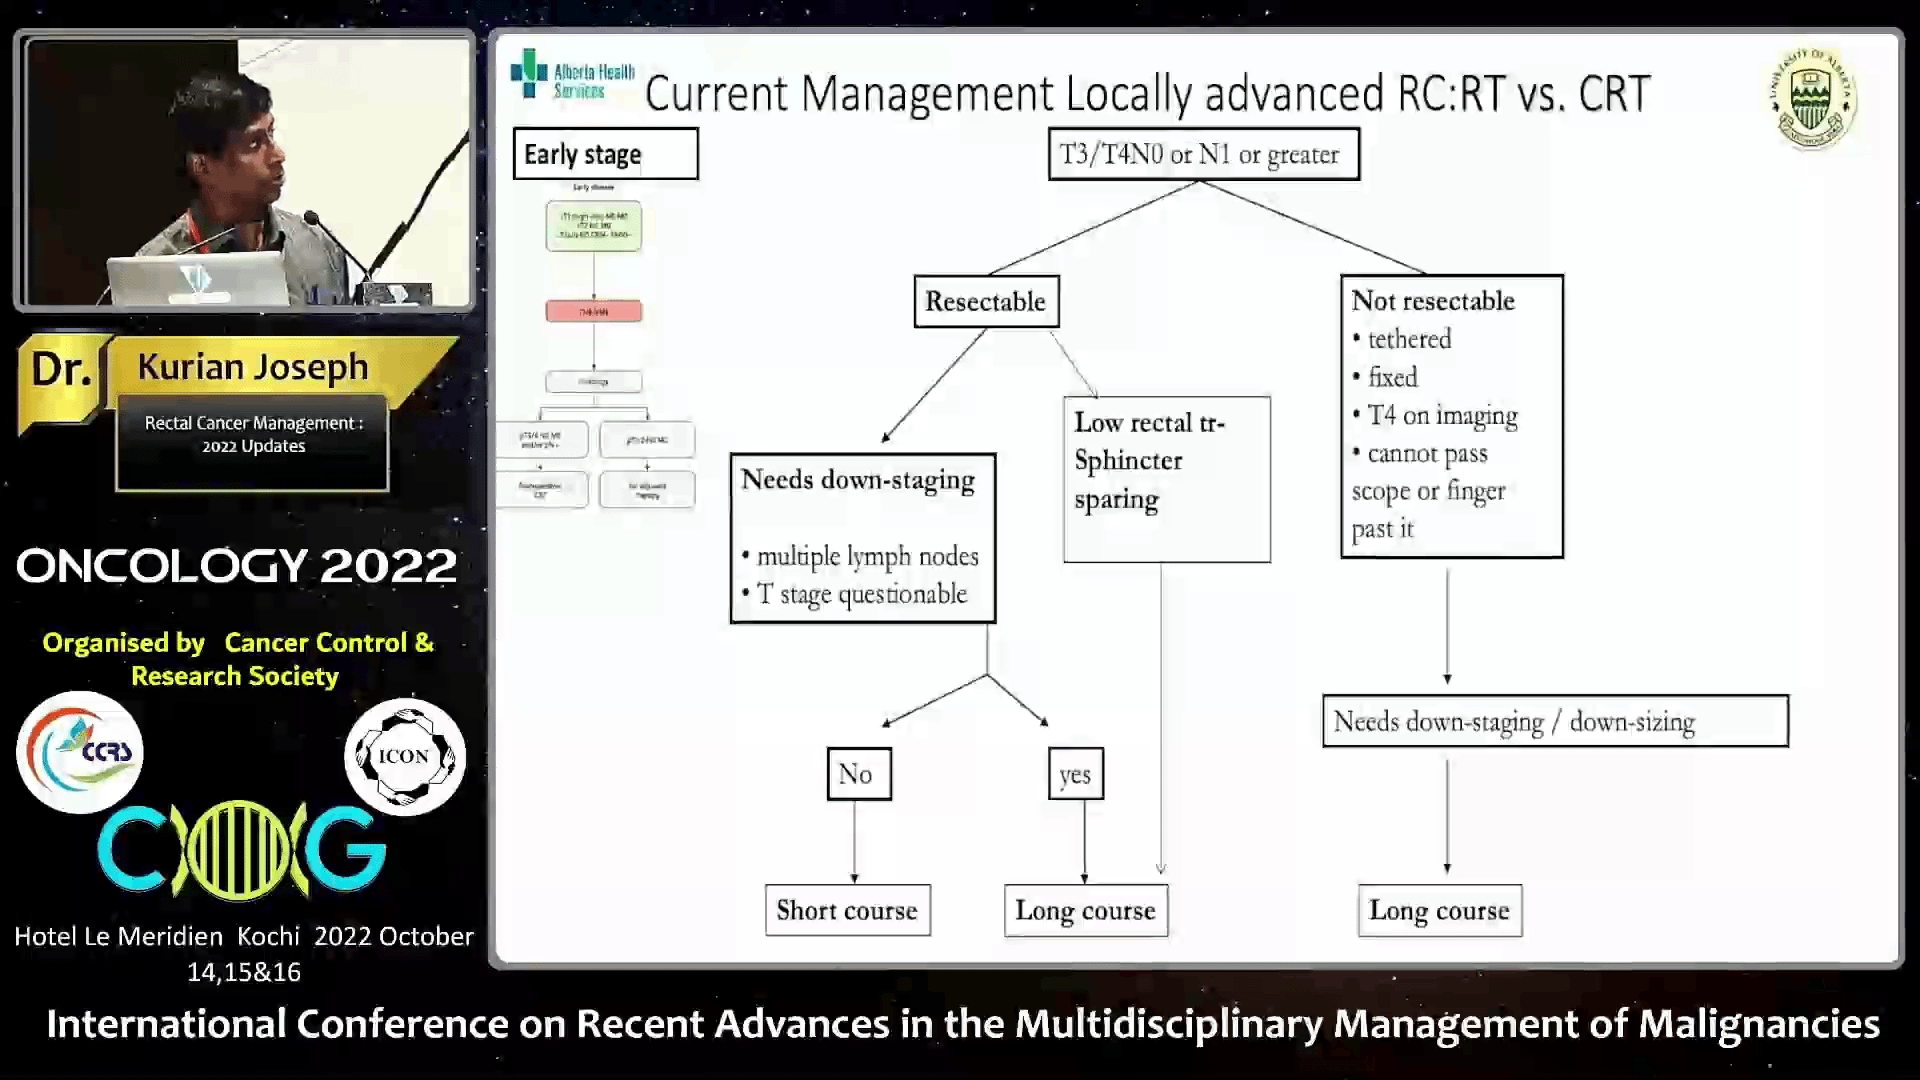 Alberta Health
Services
Current Management Locally advanced RC:RT vs. CRT
UNIVERSITY OF ALBERTA
Early stage
Early disease
T3/T4N0 or N1 or greater
Resectable
Not resectable
• tethered
• fixed
• T4 on imaging
• cannot pass
scope or finger
past it
Low rectal tr-
Sphincter
sparing
Needs down-staging
• multiple lymph nodes
• T stage questionable
Needs down-staging / down-sizing
No
yes
Short course
Long course
Long course
Dr. Kurian Joseph
Rectal Cancer Management :
2022 Updates
ONCOLOGY 2022
Organised by Cancer Control &
Research Society
CCRS
ICON
Hotel Le Meridien Kochi 2022 October
14,15&16
International Conference on Recent Advances in the Multidisciplinary Management of Malignancies